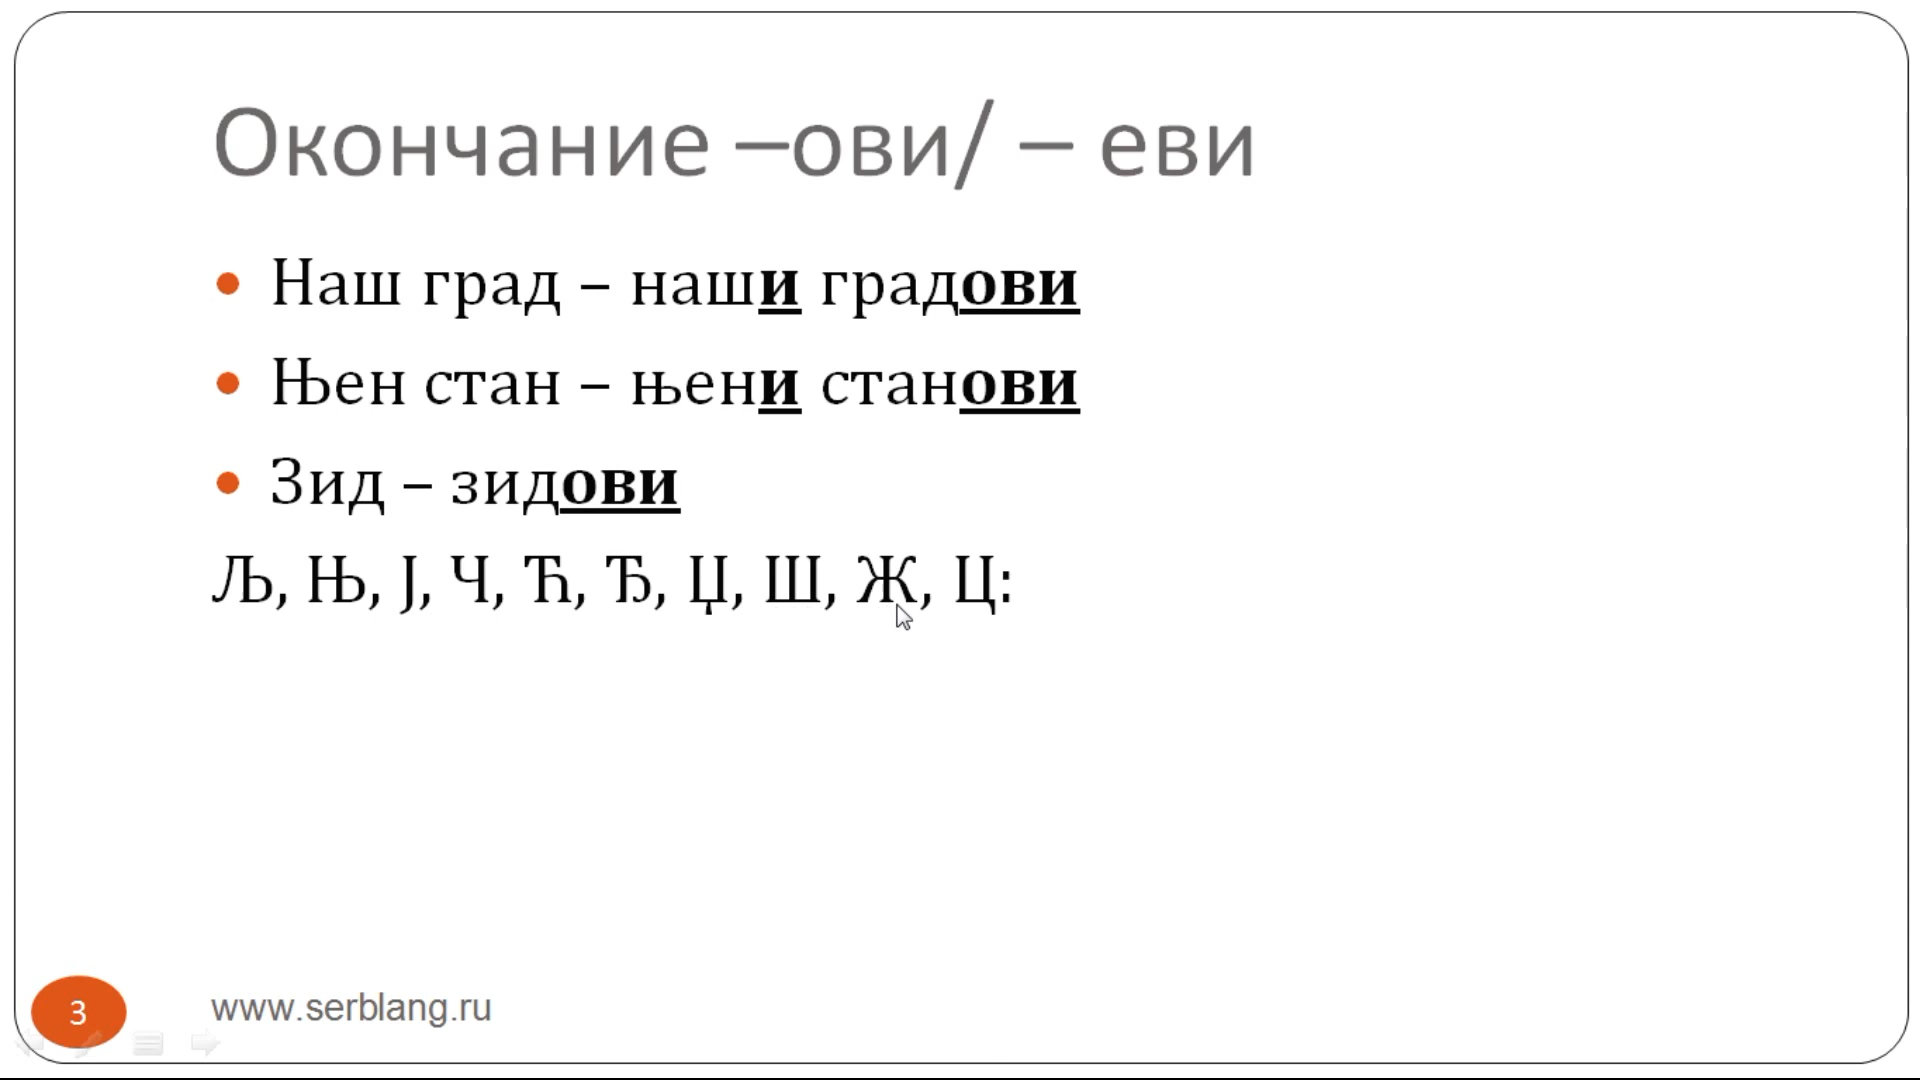 Окончание –ови/ – еви
Наш град – наши градови
Њен стан – њени станови
Зид – зидови
Љ, Њ, Ј, Ч, Ћ, Ђ, Џ, Ш, Ж, Ц:
3
www.serblang.ru